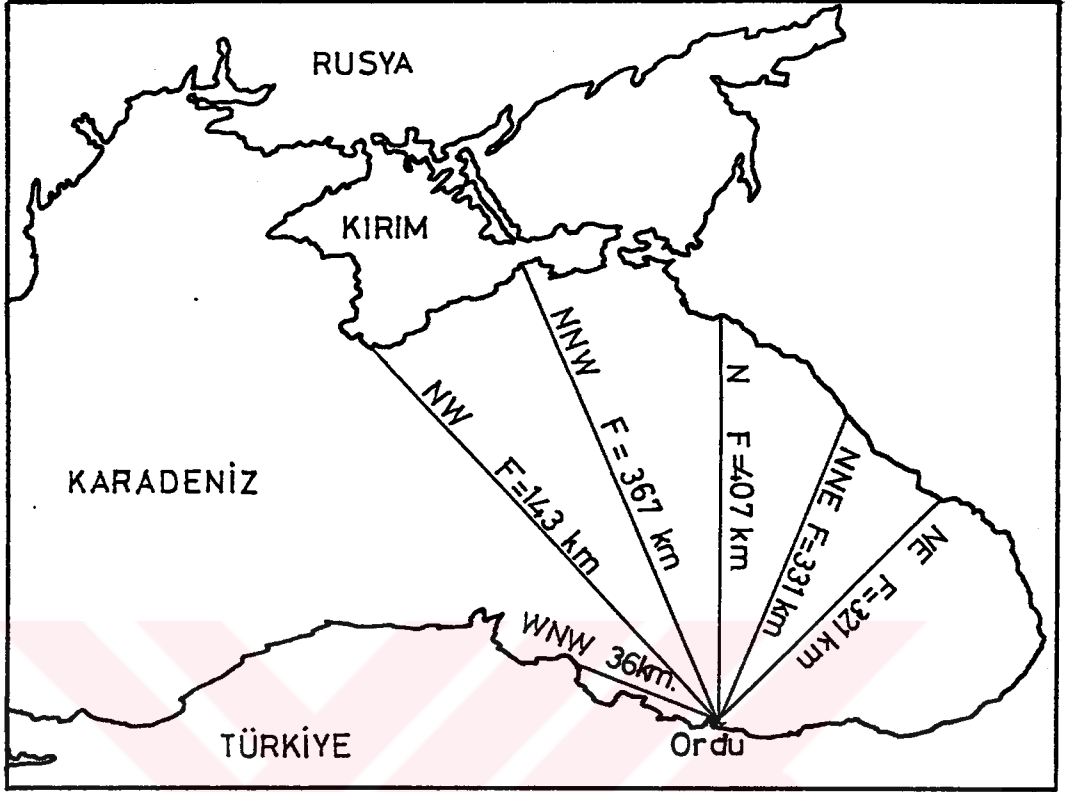 RUSYA
KIRIM
KARADENİZ
NW F=143 km
NNW F=367 km
N F=407 km
NNE F=331 km
NE F=321 km
WNW 36km.
TÜRKİYE
Ordu